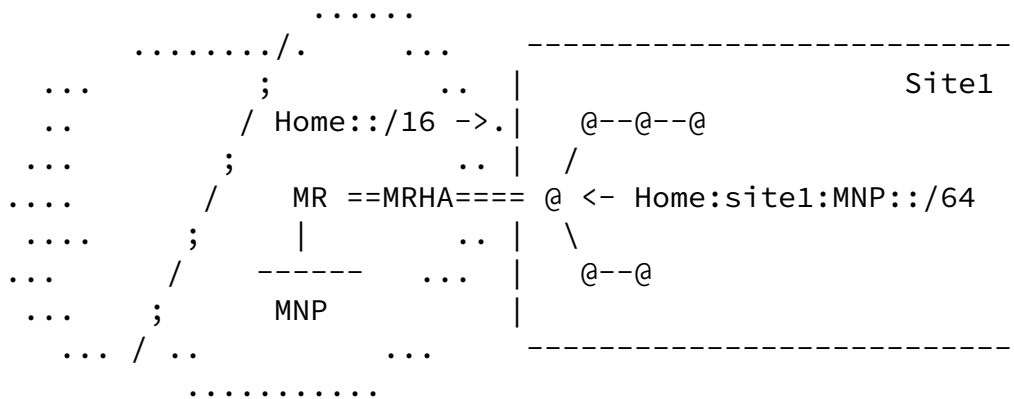 Site1
Home::/16 ->. @--@--@
MR ==MRHA==== @ <- Home:site1:MNP::/64
@--@
MNP